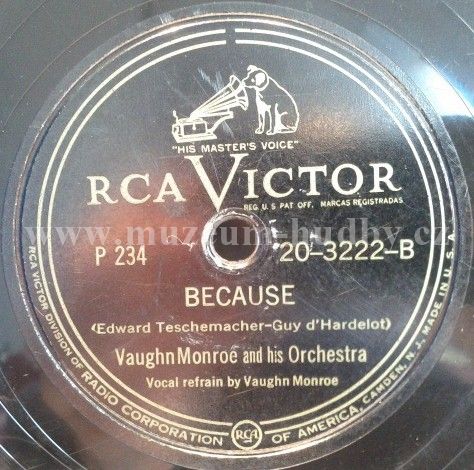 "HIS MASTER'S VOICE"
RCA VICTOR
REG. U. S. PAT. OFF. MARCAS REGISTRADAS
www.muzeum-hudby.cz
P 234
20-3222-B
BECAUSE
(Edward Teschemacher-Guy d'Hardelot)
Vaughn Monroe and his Orchestra
Vocal refrain by Vaughn Monroe
RCA VICTOR DIVISION OF RADIO CORPORATION RCA OF AMERICA, CAMDEN, N. J., MADE IN U. S. A.